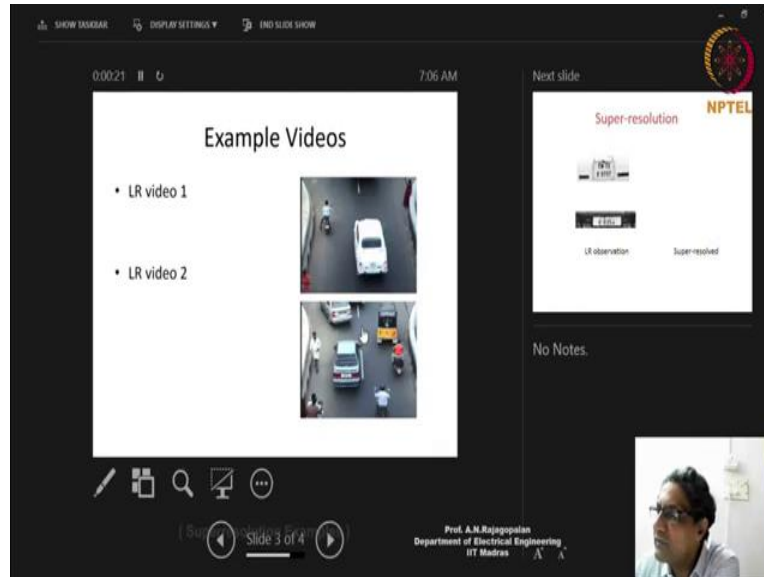 SHOW TASKBAR DISPLAY SETTINGS ▼ END SLIDE SHOW
0:00:21 7:06 AM
Next slide
NPTEL
Example Videos
• LR video 1
• LR video 2
Super-resolution
LR observation Super-resolved
No Notes.
Slide 3 of 4
Prof. A.N.Rajagopalan
Department of Electrical Engineering
IIT Madras
A A